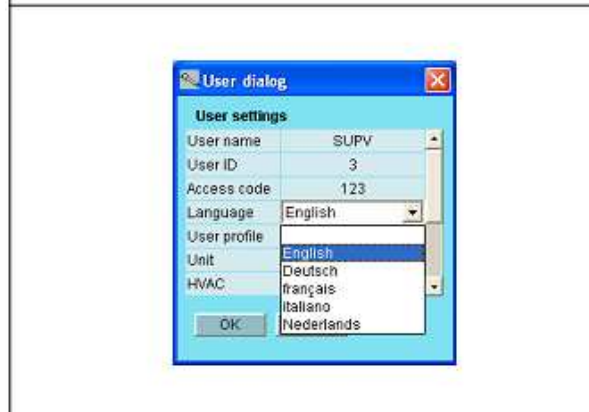 User dialog
User settings
User name SUPV
User ID 3
Access code 123
Language English
User profile
Unit English
HVAC Deutsch
français
italiano
OK Nederlands